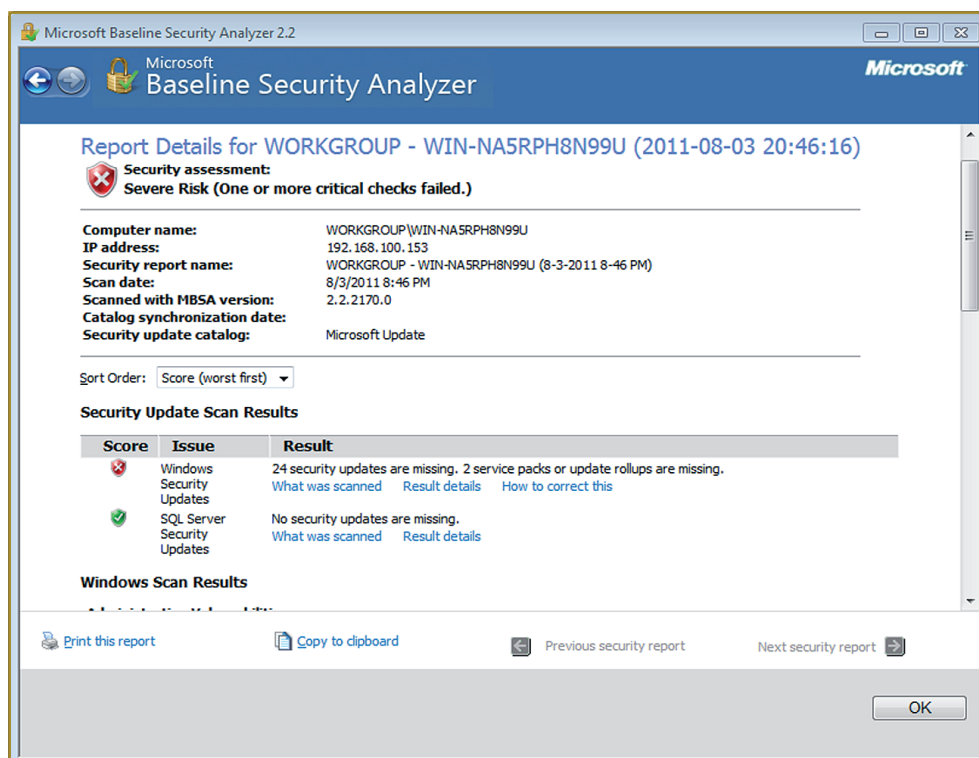 Microsoft Baseline Security Analyzer 2.2
Microsoft
Baseline Security Analyzer
Microsoft
Report Details for WORKGROUP - WIN-NA5RPH8N99U (2011-08-03 20:46:16)
Security assessment:
Severe Risk (One or more critical checks failed.)
Computer name: WORKGROUP\WIN-NA5RPH8N99U
IP address: 192.168.100.153
Security report name: WORKGROUP - WIN-NA5RPH8N99U (8-3-2011 8-46 PM)
Scan date: 8/3/2011 8:46 PM
Scanned with MBSA version: 2.2.2170.0
Catalog synchronization date:
Security update catalog: Microsoft Update
Sort Order: Score (worst first)
Security Update Scan Results
Score Issue Result
Windows Security Updates
24 security updates are missing. 2 service packs or update rollups are missing.
What was scanned Result details How to correct this
SQL Server Security Updates
No security updates are missing.
What was scanned Result details
Windows Scan Results
Print this report Copy to clipboard Previous security report Next security report
OK